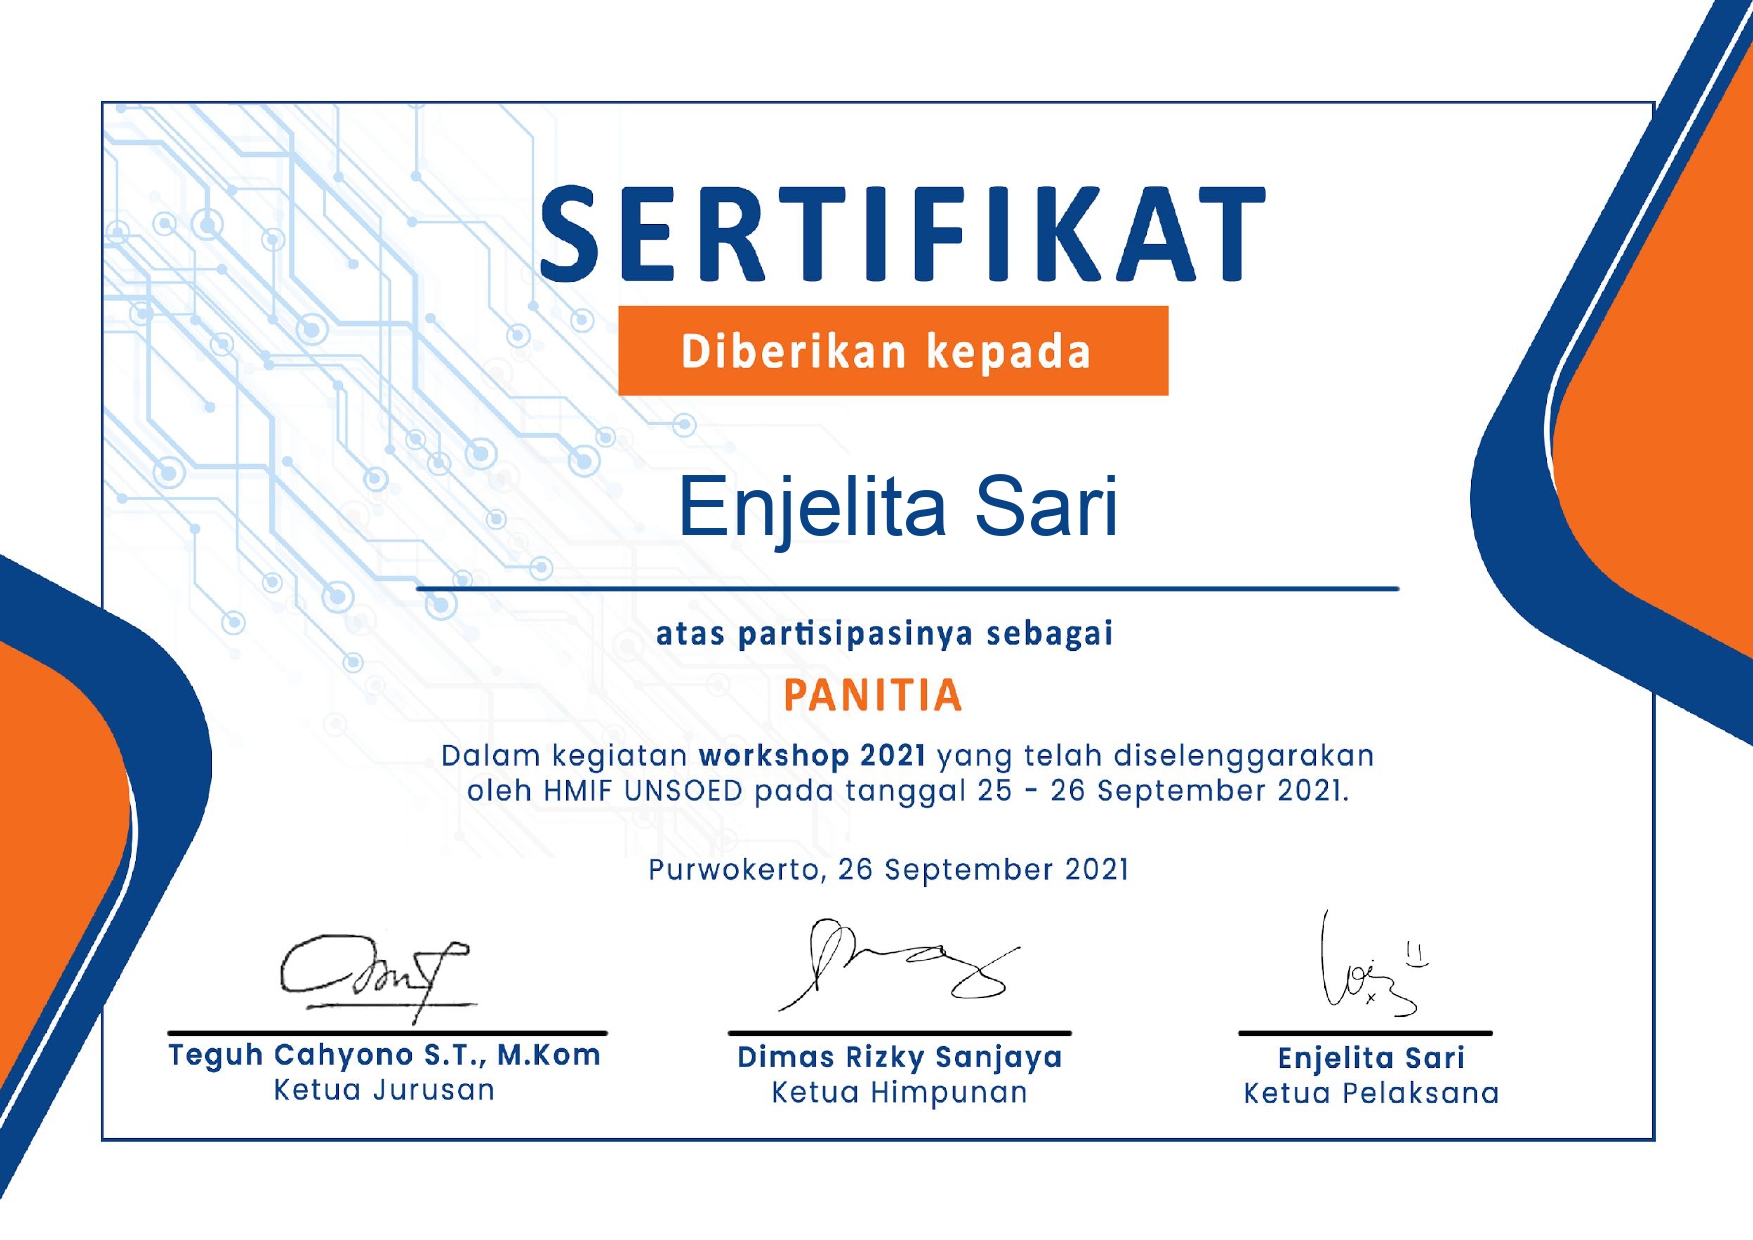 SERTIFIKAT
Diberikan kepada
Enjelita Sari
atas partisipasinya sebagai
PANITIA
Dalam kegiatan workshop 2021 yang telah diselenggarakan
oleh HMIF UNSOED pada tanggal 25 - 26 September 2021.
Purwokerto, 26 September 2021
Teguh Cahyono S.T., M.Kom
Ketua Jurusan
Dimas Rizky Sanjaya
Ketua Himpunan
Enjelita Sari
Ketua Pelaksana